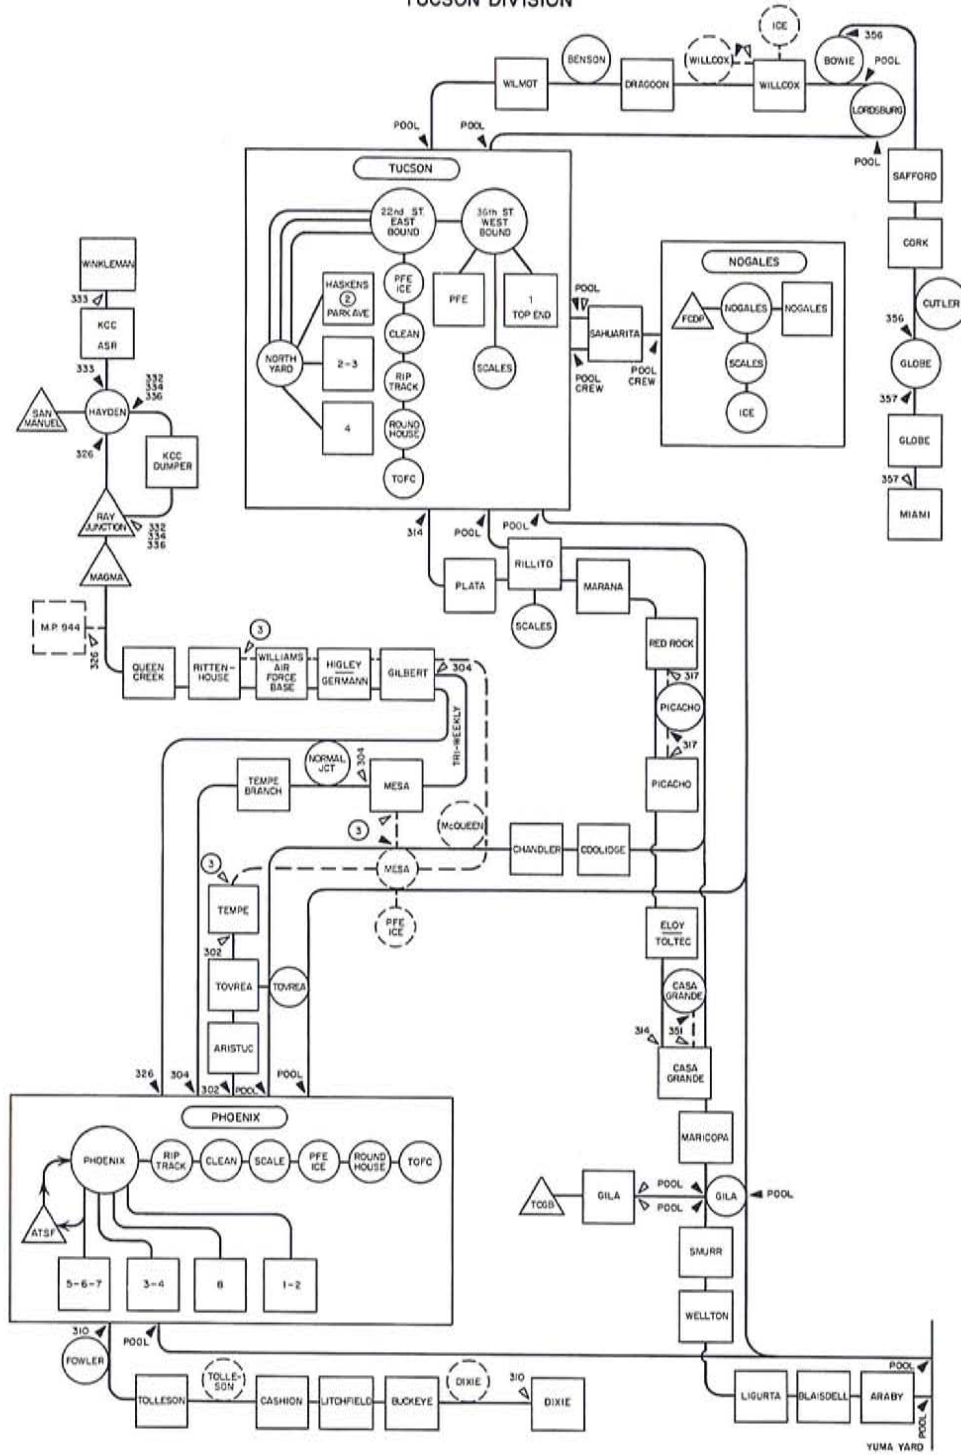 TUCSON DIVISION
ICE
356
BENSON
WILLCOX
BOWIE
POOL
WILMOT
DRAGOON
WILLCOX
LORDSBURG
POOL
POOL
POOL
TUCSON
SAFFORD
22nd ST.
EAST
BOUND
36th ST.
WEST
BOUND
CORK
WINKLEMAN
NOGALES
333
HASKENS
2
PARK AVE
PFE
ICE
PFE
1
TOP END
POOL
SAHUARITA
FCDP
NOGALES
NOGALES
CUTLER
KCC
ASR
CLEAN
356
NORTH
YARD
2-3
RIP
TRACK
SCALES
POOL
CREW
POOL
CREW
SCALES
GLOBE
333
332
334
336
357
SAN
MANUEL
HAYDEN
4
ROUND
HOUSE
ICE
GLOBE
326
KCC
DUMPER
TOFC
357
RAY
JUNCTION
332
334
336
314
POOL
POOL
MIAMI
MAGMA
PLATA
RILLITO
MARANA
M.P. 944
326
3
SCALES
RED ROCK
QUEEN
CREEK
RITTEN-
HOUSE
WILLIAMS
AIR
FORCE
BASE
HIGLEY
GERMANN
GILBERT
304
317
PICACHO
TRI-WEEKLY
317
NORMAL
JCT
304
TEMPE
BRANCH
MESA
PICACHO
3
McQUEEN
CHANDLER
COOLIDGE
3
MESA
TEMPE
PFE
ICE
302
ELOY
TOLTEC
TOVREA
TOVREA
CASA
GRANDE
ARISTUC
314
351
326
304
302
POOL
POOL
CASA
GRANDE
PHOENIX
MARICOPA
PHOENIX
RIP
TRACK
CLEAN
SCALE
PFE
ICE
ROUND
HOUSE
TOFC
TCGB
GILA
POOL
POOL
GILA
POOL
ATSF
SMURR
5-6-7
3-4
8
1-2
WELLTON
310
POOL
FOWLER
POOL
TOLLE-
SON
DIXIE
310
TOLLESON
CASHION
LITCHFIELD
BUCKEYE
DIXIE
LIGURTA
BLAISDELL
ARABY
POOL
YUMA YARD